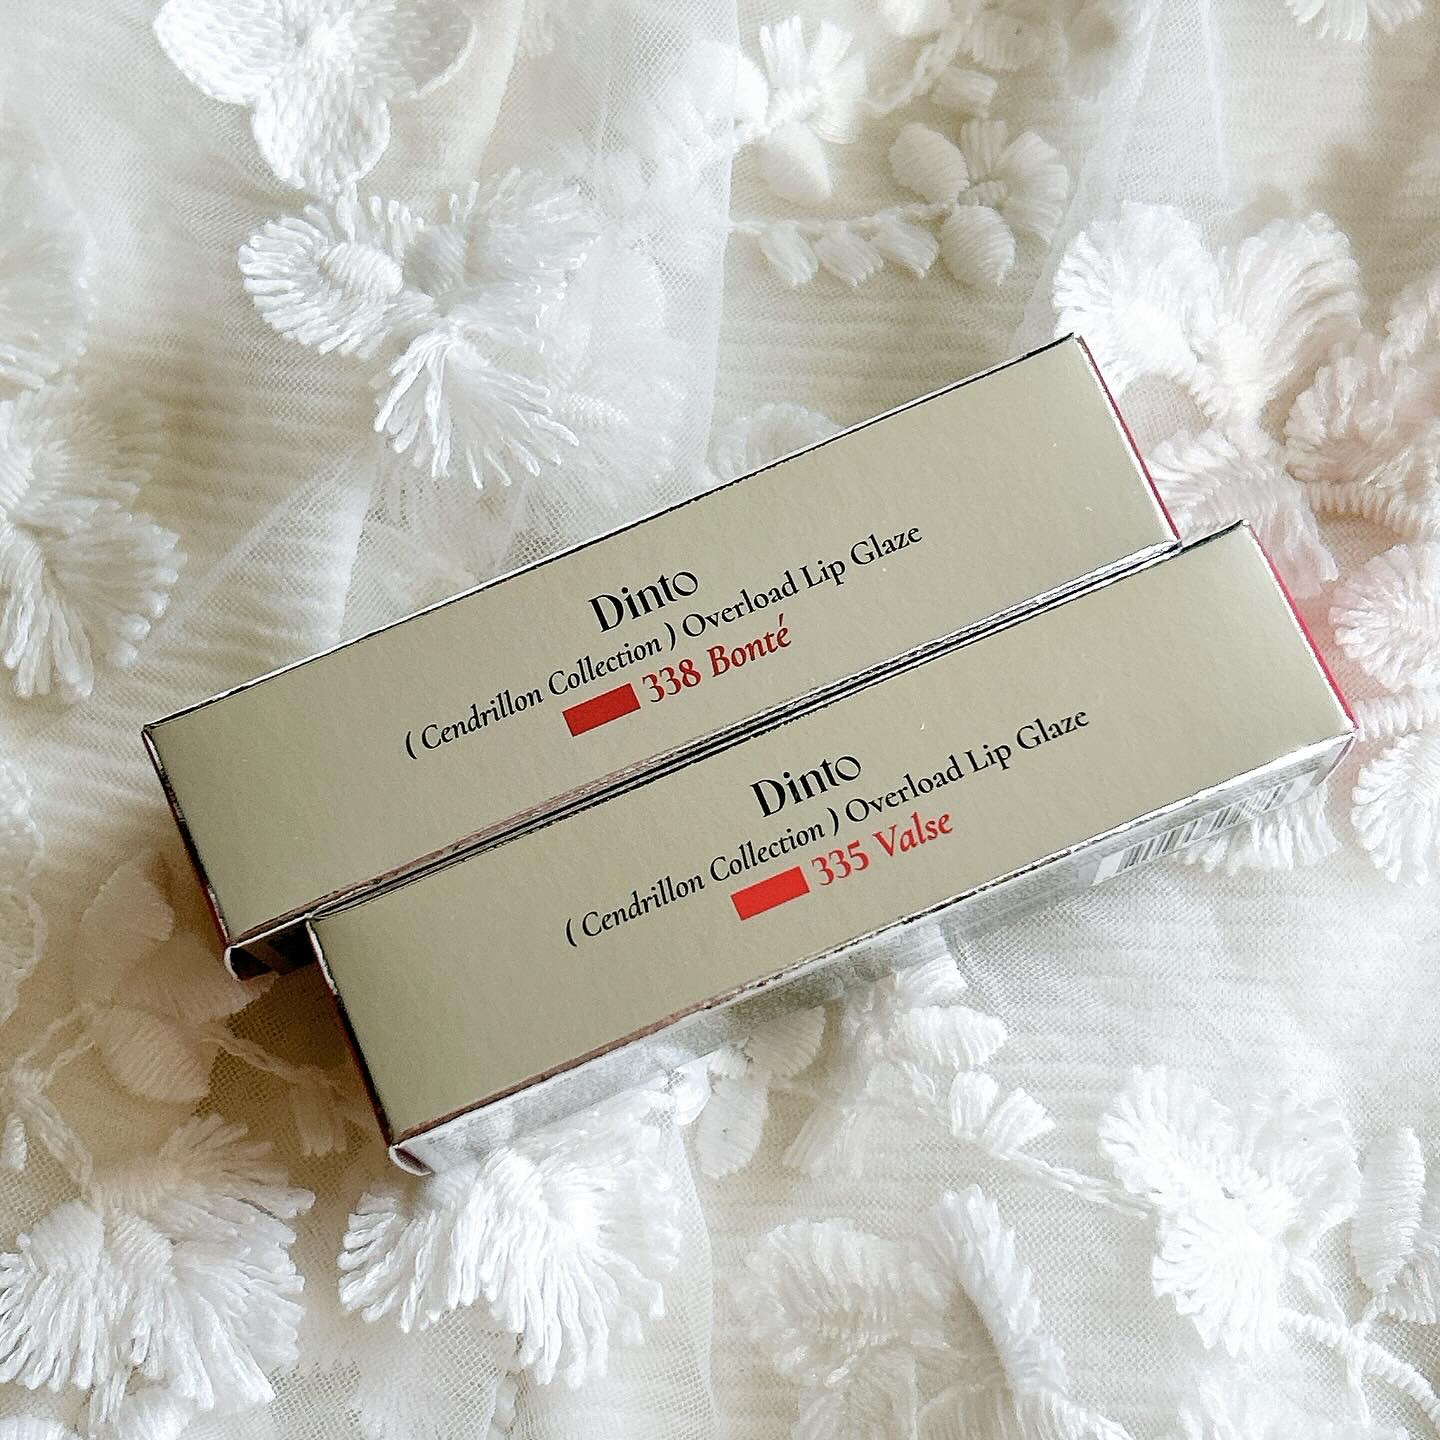 Dinto
( Cendrillon Collection ) Overload Lip Glaze
338 Bonté
Dinto
( Cendrillon Collection ) Overload Lip Glaze
335 Valse